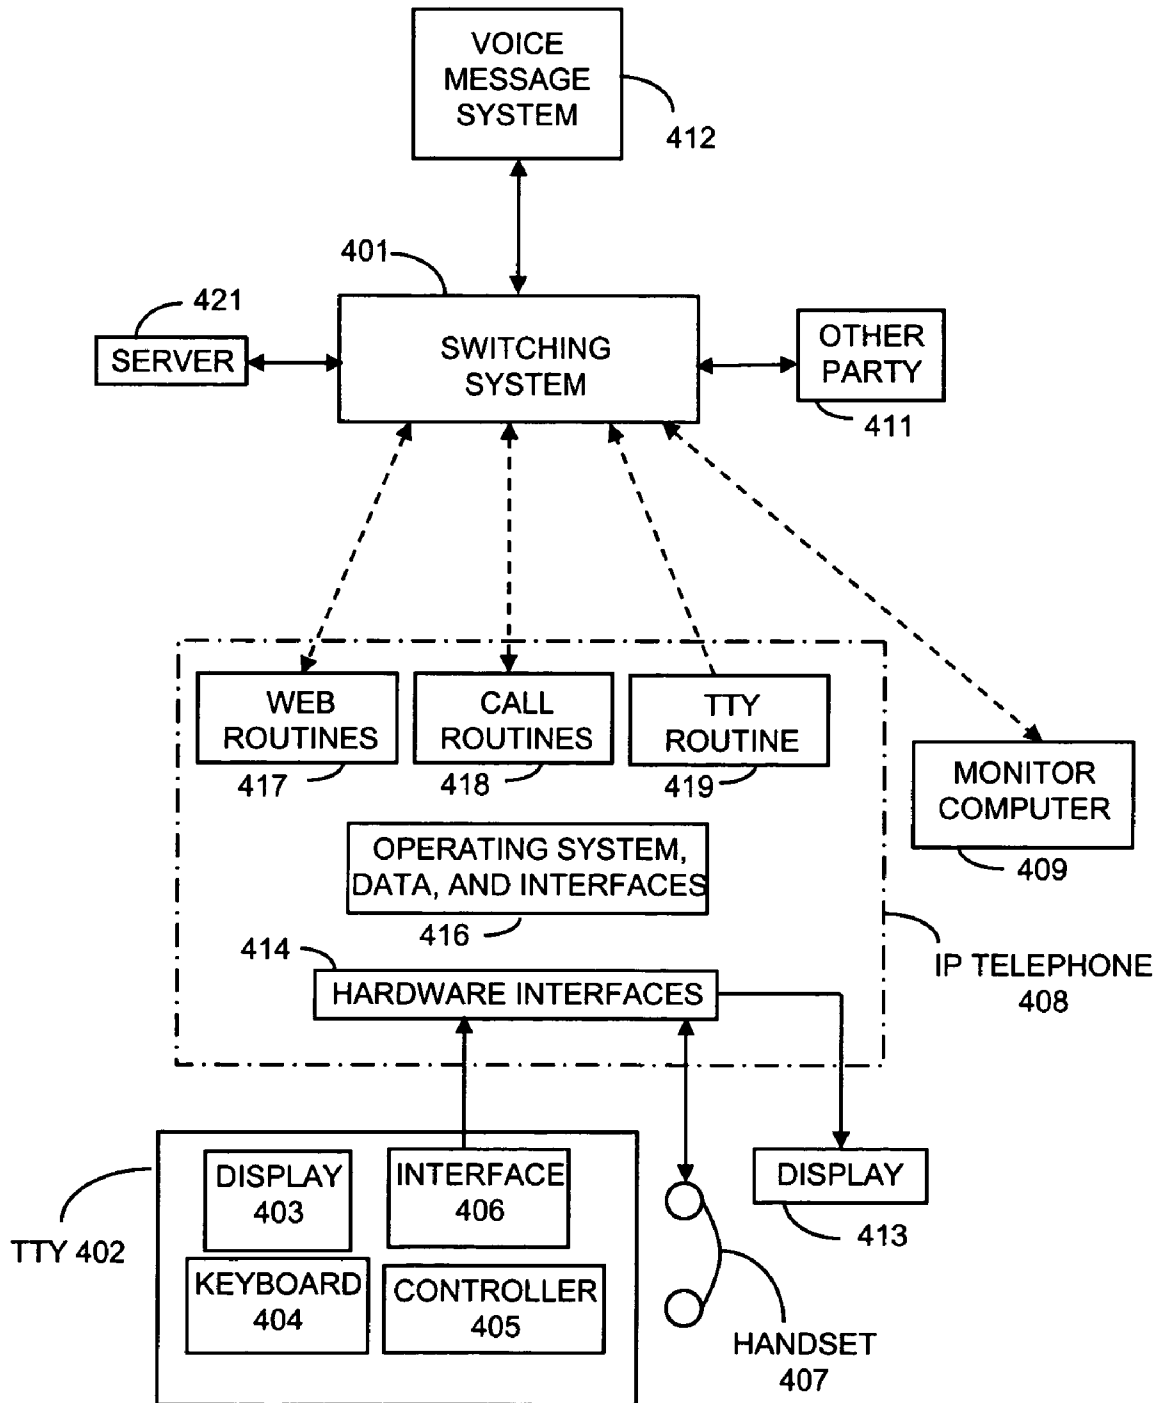 VOICE
MESSAGE
SYSTEM
412
401
421
SERVER
SWITCHING
SYSTEM
OTHER
PARTY
411
WEB
ROUTINES
417
CALL
ROUTINES
418
TTY
ROUTINE
419
MONITOR
COMPUTER
409
OPERATING SYSTEM,
DATA, AND INTERFACES
416
414
HARDWARE INTERFACES
IP TELEPHONE
408
DISPLAY
403
INTERFACE
406
DISPLAY
413
TTY 402
KEYBOARD
404
CONTROLLER
405
HANDSET
407